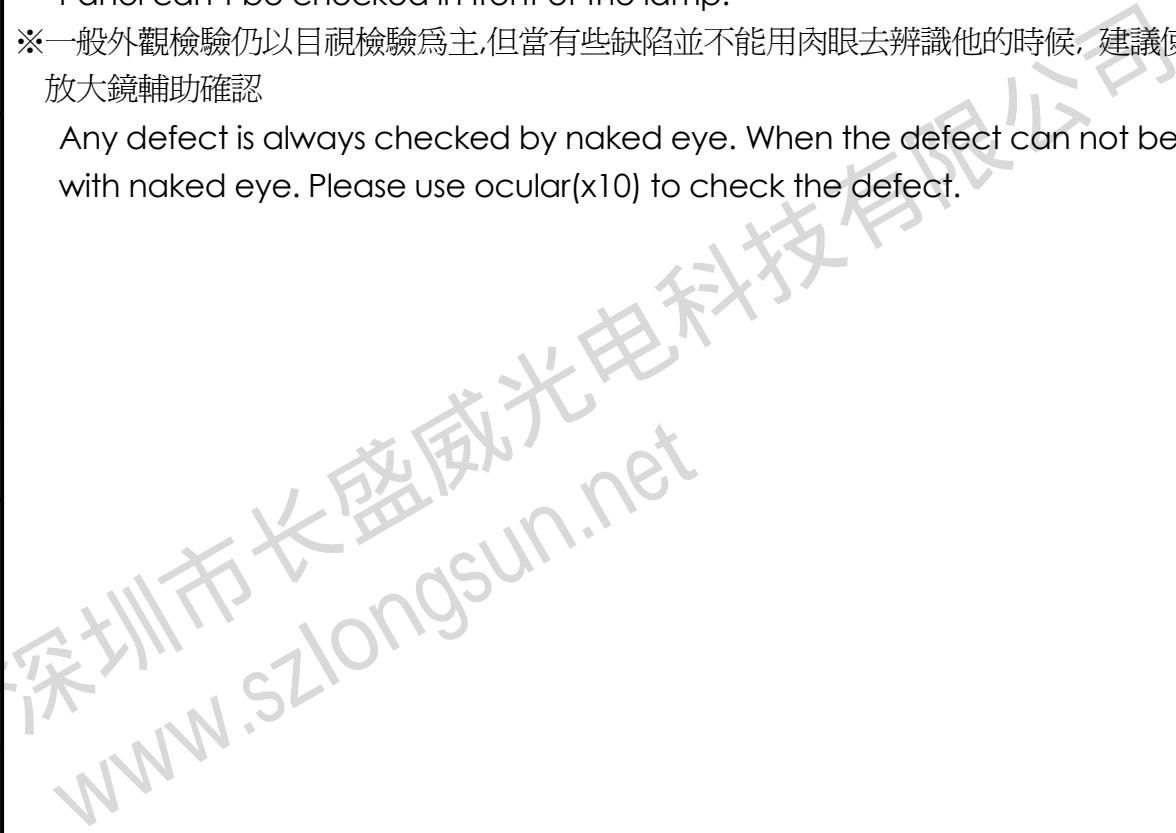 Panel can't be checked in front of the lamp.
※一般外觀檢驗仍以目視檢驗爲主,但當有些缺陷並不能用肉眼去辨識他的時候, 建議使
放大鏡輔助確認
Any defect is always checked by naked eye. When the defect can not be
with naked eye. Please use ocular(x10) to check the defect.
深圳市长盛威光电科技有限公司
www.szlongsun.net